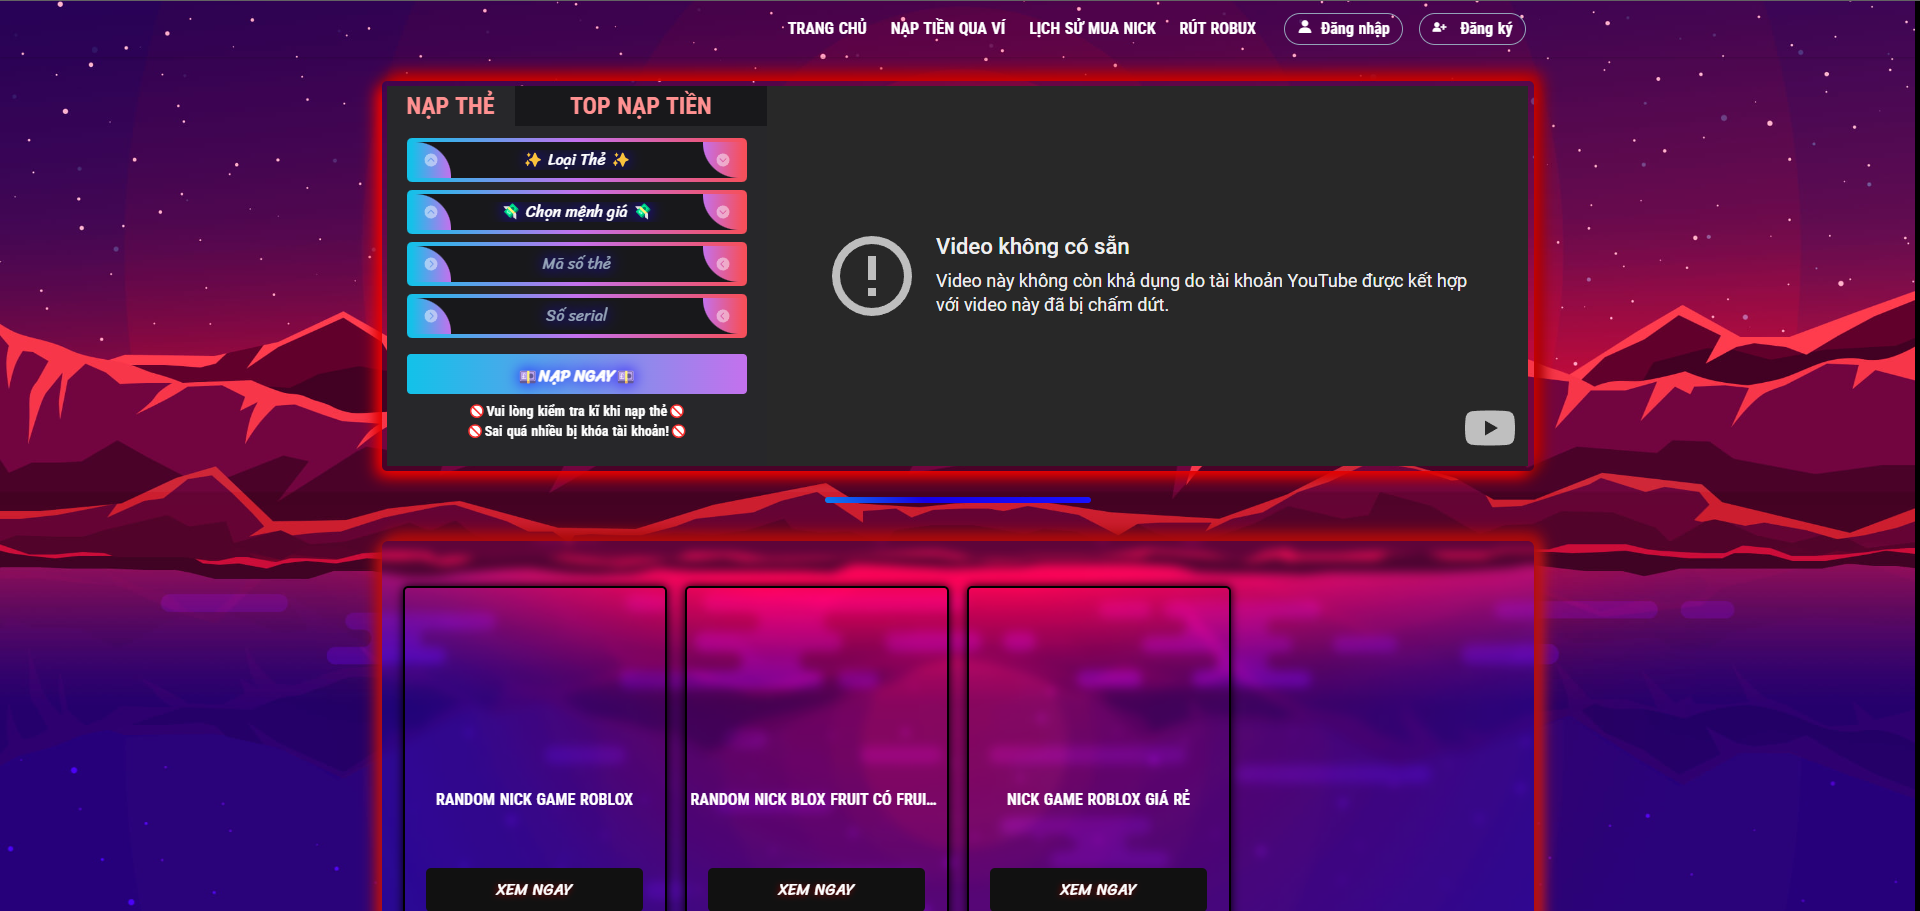 TRANG CHỦ NẠP TIỀN QUA VÍ LỊCH SỬ MUA NICK RÚT ROBUX Đăng nhập Đăng ký
NẠP THẺ TOP NẠP TIỀN
✨ Loại Thẻ ✨
💸 Chọn mệnh giá 💸
Mã số thẻ
Số serial
💵NẠP NGAY💵
🚫Vui lòng kiểm tra kĩ khi nạp thẻ🚫
🚫Sai quá nhiều bị khóa tài khoản!🚫
Video không có sẵn
Video này không còn khả dụng do tài khoản YouTube được kết hợp
với video này đã bị chấm dứt.
RANDOM NICK GAME ROBLOX
XEM NGAY
RANDOM NICK BLOX FRUIT CÓ FRUI...
XEM NGAY
NICK GAME ROBLOX GIÁ RẺ
XEM NGAY